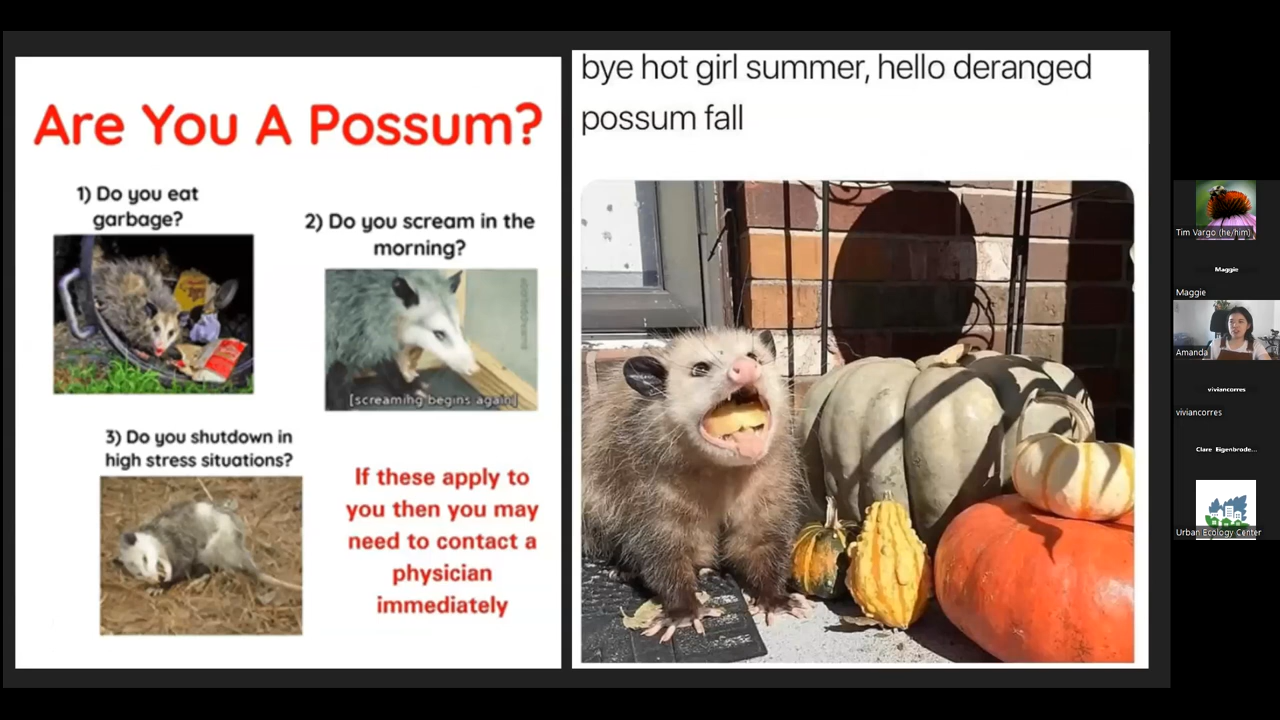 Are You A Possum?
1) Do you eat
garbage?
2) Do you scream in the
morning?
[screaming begins again]
3) Do you shutdown in
high stress situations?
If these apply to
you then you may
need to contact a
physician
immediately
bye hot girl summer, hello deranged
possum fall
Tim Vargo (he/him)
Maggie
Maggie
Amanda
viviancorres
viviancorres
Clare Eigenbrode...
Urban Ecology Center